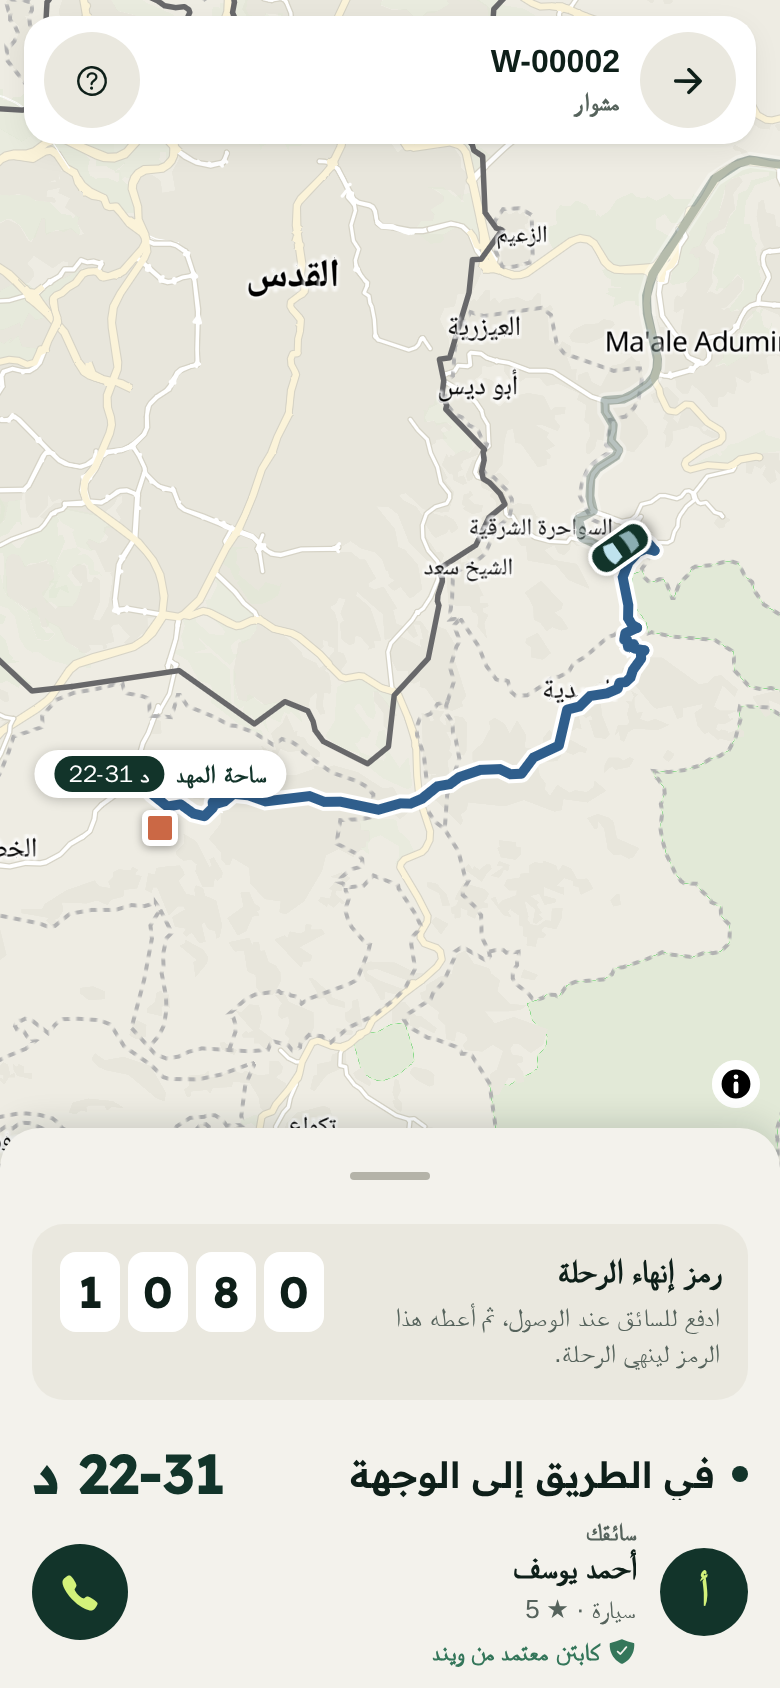 W-00002
مشوار
الزعيم
القدس
العيزرية
Ma'ale Adumi
أبو ديس
السواحرة الشرقية
الشيخ سعد
ساحة المهد 22-31 د
تكواع
رمز إنهاء الرحلة
1 0 8 0
ادفع للسائق عند الوصول، ثم أعطه هذا
الرمز لينهي الرحلة.
في الطريق إلى الوجهة
22-31 د
سائقك
أ
أحمد يوسف
سيارة · ★ 5
كابتن معتمد من ويند